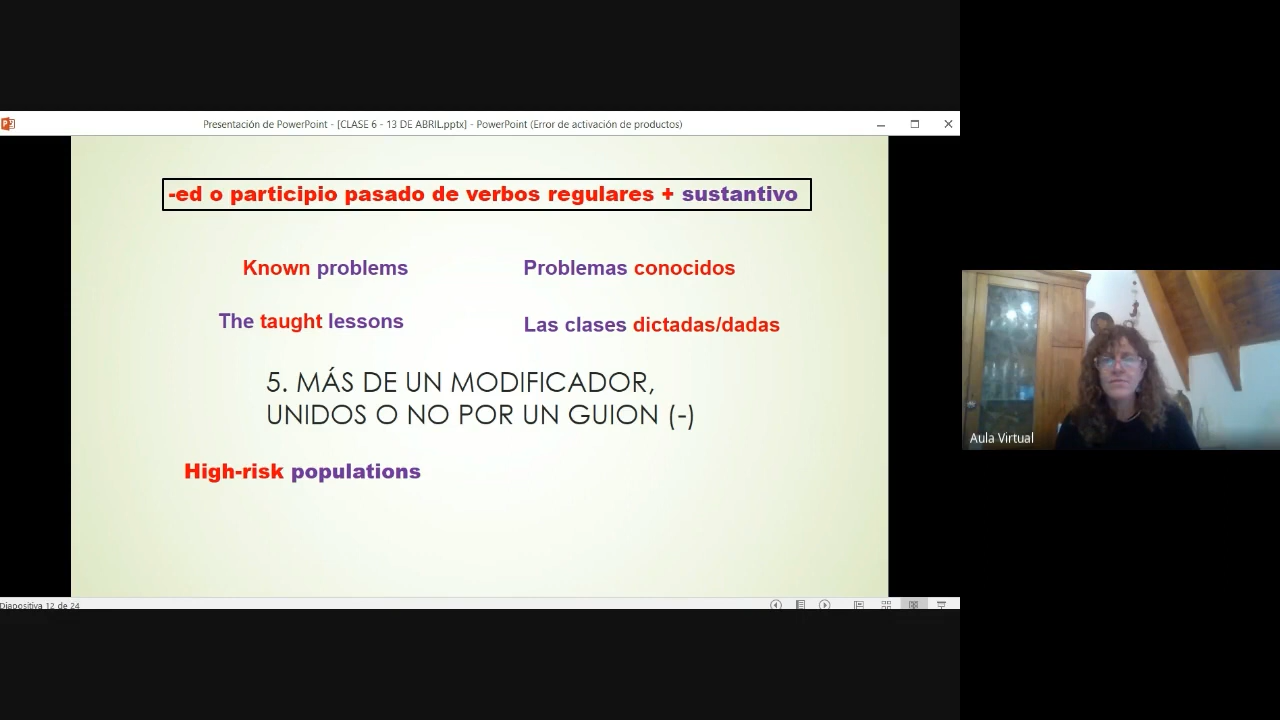 Presentación de PowerPoint - [CLASE 6 - 13 DE ABRIL.pptx] - PowerPoint (Error de activación de productos)
-ed o participio pasado de verbos regulares + sustantivo
Known problems
Problemas conocidos
The taught lessons
Las clases dictadas/dadas
5. MÁS DE UN MODIFICADOR,
UNIDOS O NO POR UN GUION (-)
High-risk populations
Aula Virtual
Diapositiva 12 de 24